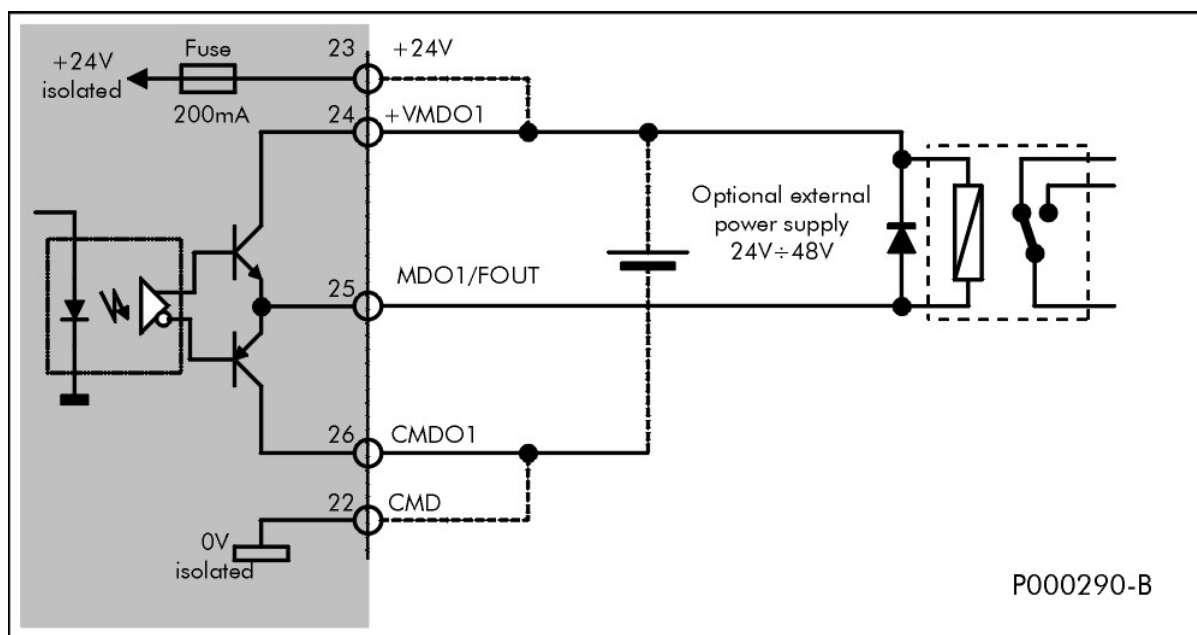 23 +24V
Fuse
+24V
isolated
200mA
24 +VMDO1
Optional external
power supply
24V÷48V
MDO1/FOUT
25
26 CMDO1
22 CMD
0V
isolated
P000290-B